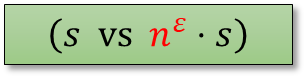 (s vs n^ε · s)